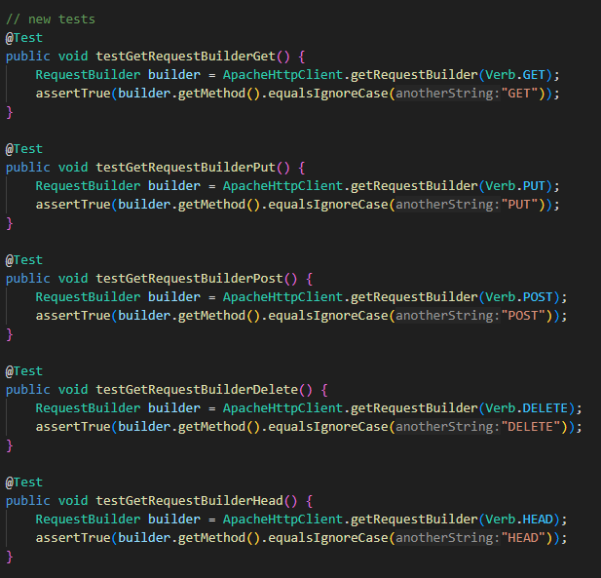 // new tests
@Test
public void testGetRequestBuilderGet() {
RequestBuilder builder = ApacheHttpClient.getRequestBuilder(Verb.GET);
assertTrue(builder.getMethod().equalsIgnoreCase(anotherString:"GET"));
}
@Test
public void testGetRequestBuilderPut() {
RequestBuilder builder = ApacheHttpClient.getRequestBuilder(Verb.PUT);
assertTrue(builder.getMethod().equalsIgnoreCase(anotherString:"PUT"));
}
@Test
public void testGetRequestBuilderPost() {
RequestBuilder builder = ApacheHttpClient.getRequestBuilder(Verb.POST);
assertTrue(builder.getMethod().equalsIgnoreCase(anotherString:"POST"));
}
@Test
public void testGetRequestBuilderDelete() {
RequestBuilder builder = ApacheHttpClient.getRequestBuilder(Verb.DELETE);
assertTrue(builder.getMethod().equalsIgnoreCase(anotherString:"DELETE"));
}
@Test
public void testGetRequestBuilderHead() {
RequestBuilder builder = ApacheHttpClient.getRequestBuilder(Verb.HEAD);
assertTrue(builder.getMethod().equalsIgnoreCase(anotherString:"HEAD"));
}